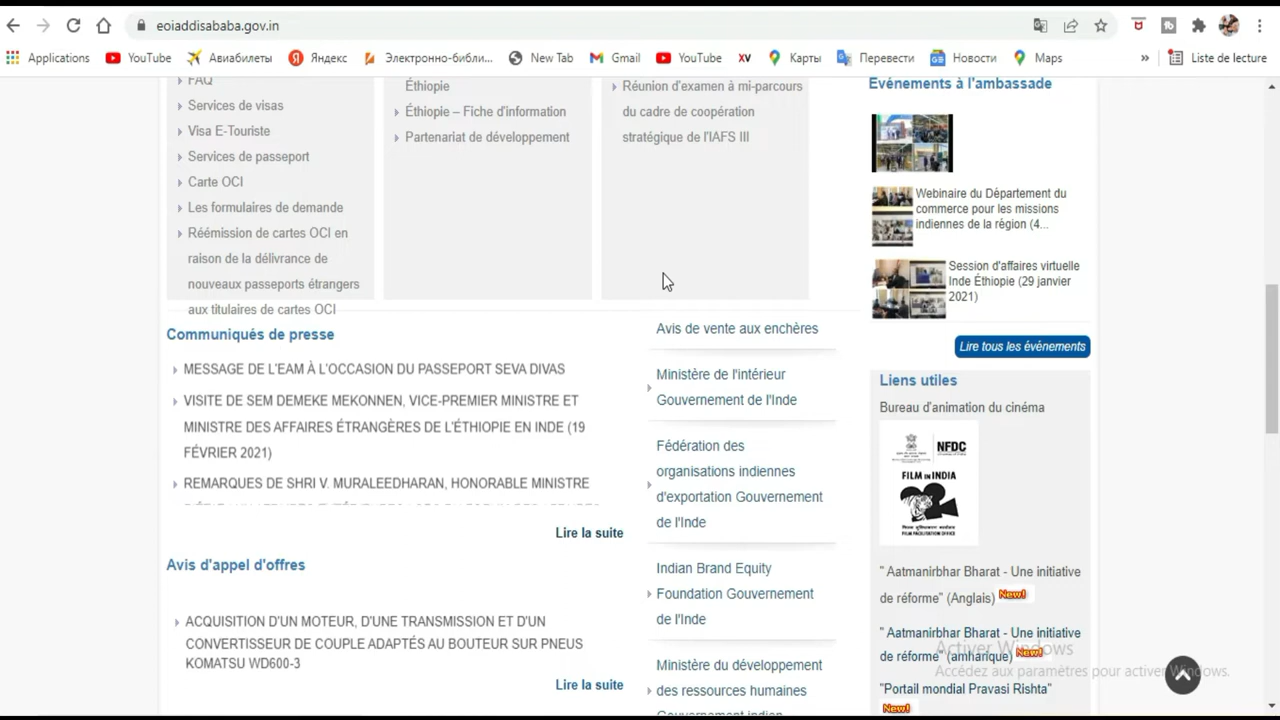 eoiaddisababa.gov.in
Applications
YouTube
Авиабилеты
Яндекс
Электронно-библи...
New Tab
Gmail
YouTube
XV
Карты
Перевести
Новости
Maps
»
Liste de lecture
FAQ
Services de visas
Visa E-Touriste
Services de passeport
Carte OCI
Les formulaires de demande
Réémission de cartes OCI en
raison de la délivrance de
nouveaux passeports étrangers
aux titulaires de cartes OCI
Éthiopie
Éthiopie – Fiche d'information
Partenariat de développement
Réunion d'examen à mi-parcours
du cadre de coopération
stratégique de l'IAFS III
Evénements à l'ambassade
Webinaire du Département du
commerce pour les missions
indiennes de la région (4...
Session d'affaires virtuelle
Inde Éthiopie (29 janvier
2021)
Lire tous les événements
Communiqués de presse
MESSAGE DE L'EAM À L'OCCASION DU PASSEPORT SEVA DIVAS
VISITE DE SEM DEMEKE MEKONNEN, VICE-PREMIER MINISTRE ET
MINISTRE DES AFFAIRES ÉTRANGÈRES DE L'ÉTHIOPIE EN INDE (19
FÉVRIER 2021)
REMARQUES DE SHRI V. MURALEEDHARAN, HONORABLE MINISTRE
Lire la suite
Avis d'appel d'offres
ACQUISITION D'UN MOTEUR, D'UNE TRANSMISSION ET D'UN
CONVERTISSEUR DE COUPLE ADAPTÉS AU BOUTEUR SUR PNEUS
KOMATSU WD600-3
Lire la suite
Avis de vente aux enchères
Ministère de l'intérieur
Gouvernement de l'Inde
Fédération des
organisations indiennes
d'exportation Gouvernement
de l'Inde
Indian Brand Equity
Foundation Gouvernement
de l'Inde
Ministère du développement
des ressources humaines
Gouvernement indien
Liens utiles
Bureau d'animation du cinéma
NFDC
FILM IN INDIA
FILM FACILITATION OFFICE
" Aatmanirbhar Bharat - Une initiative
de réforme" (Anglais) New!
" Aatmanirbhar Bharat - Une initiative
de réforme" (amharique) New!
"Portail mondial Pravasi Rishta"
New!
Activer Windows
Accédez aux paramètres pour activer Windows.